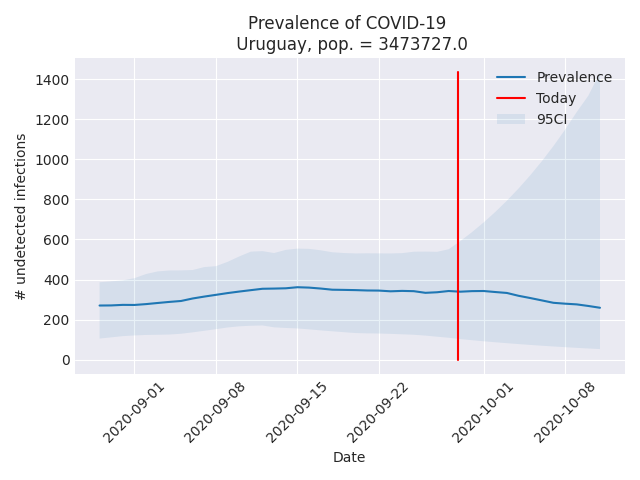 Prevalence of COVID-19
Uruguay, pop. = 3473727.0
Prevalence
Today
95CI
# undetected infections
1400
1200
1000
800
600
400
200
0
2020-09-01
2020-09-08
2020-09-15
2020-09-22
2020-10-01
2020-10-08
Date